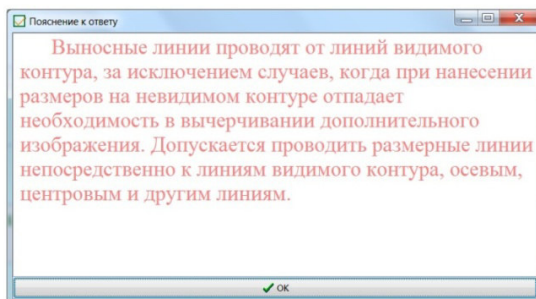 Пояснение к ответу
Выносные линии проводят от линий видимого
контура, за исключением случаев, когда при нанесении
размеров на невидимом контуре отпадает
необходимость в вычерчивании дополнительного
изображения. Допускается проводить размерные линии
непосредственно к линиям видимого контура, осевым,
центровым и другим линиям.
ОК